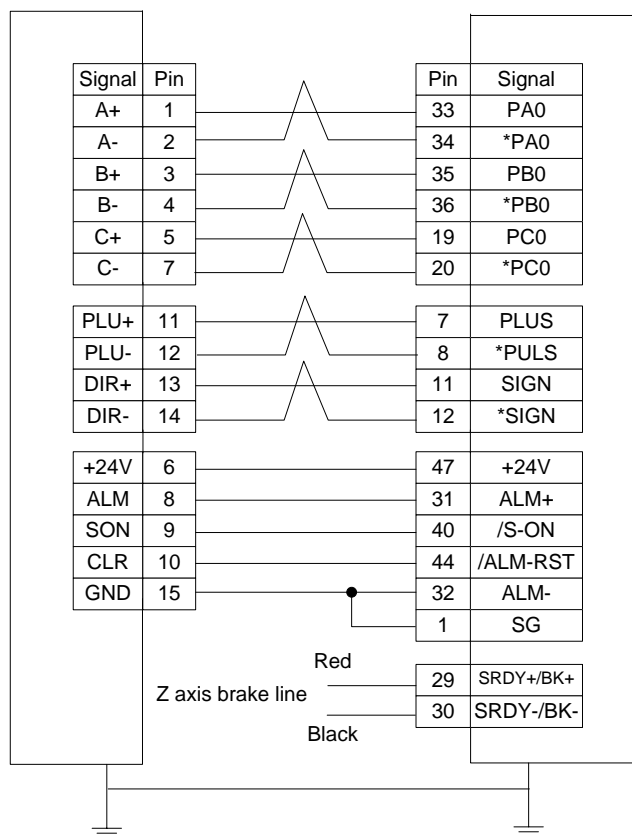 Signal Pin Pin Signal
A+ 1 33 PA0
A- 2 34 *PA0
B+ 3 35 PB0
B- 4 36 *PB0
C+ 5 19 PC0
C- 7 20 *PC0
PLU+ 11 7 PLUS
PLU- 12 8 *PULS
DIR+ 13 11 SIGN
DIR- 14 12 *SIGN
+24V 6 47 +24V
ALM 8 31 ALM+
SON 9 40 /S-ON
CLR 10 44 /ALM-RST
GND 15 32 ALM-
1 SG
Red
29 SRDY+/BK+
Z axis brake line
30 SRDY-/BK-
Black